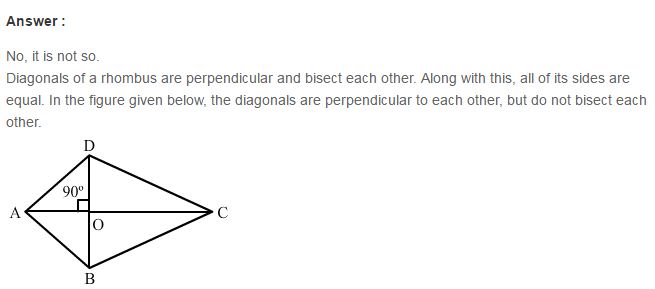 Answer :
No, it is not so.
Diagonals of a rhombus are perpendicular and bisect each other. Along with this, all of its sides are
equal. In the figure given below, the diagonals are perpendicular to each other, but do not bisect each
other.
D
90º
A
C
O
B